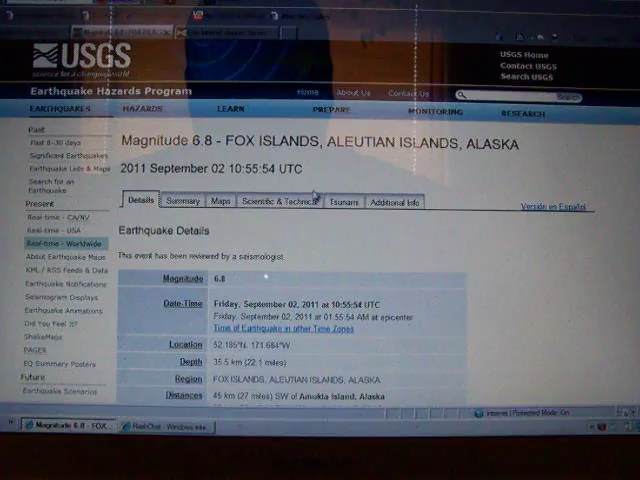 USGS
science for a changing world
USGS Home
Contact USGS
Search USGS
Earthquake Hazards Program
Home About Us Contact Us Search
EARTHQUAKES HAZARDS LEARN PREPARE MONITORING RESEARCH
Past
Past 8-30 days
Significant Earthquakes
Earthquake Lists & Maps
Search for an
Earthquake
Present
Real-time - CA/NV
Real-time - USA
Real-time - Worldwide
About Earthquake Maps
KML / RSS Feeds & Data
Earthquake Notifications
Seismogram Displays
Earthquake Animations
Did You Feel It?
ShakeMaps
PAGER
EQ Summary Posters
Future
Earthquake Scenarios
Magnitude 6.8 - FOX ISLANDS, ALEUTIAN ISLANDS, ALASKA
2011 September 02 10:55:54 UTC
Details Summary Maps Scientific & Technical Tsunami Additional Info
Versión en Español
Earthquake Details
This event has been reviewed by a seismologist.
Magnitude 6.8
Date-Time Friday, September 02, 2011 at 10:55:54 UTC
Friday, September 02, 2011 at 01:55:54 AM at epicenter
Time of Earthquake in other Time Zones
Location 52.185°N, 171.684°W
Depth 35.5 km (22.1 miles)
Region FOX ISLANDS, ALEUTIAN ISLANDS, ALASKA
Distances 45 km (27 miles) SW of Amukta Island, Alaska
Internet | Protected Mode: On
Magnitude 6.8 - FOX... FlashChat - Windows Inte...